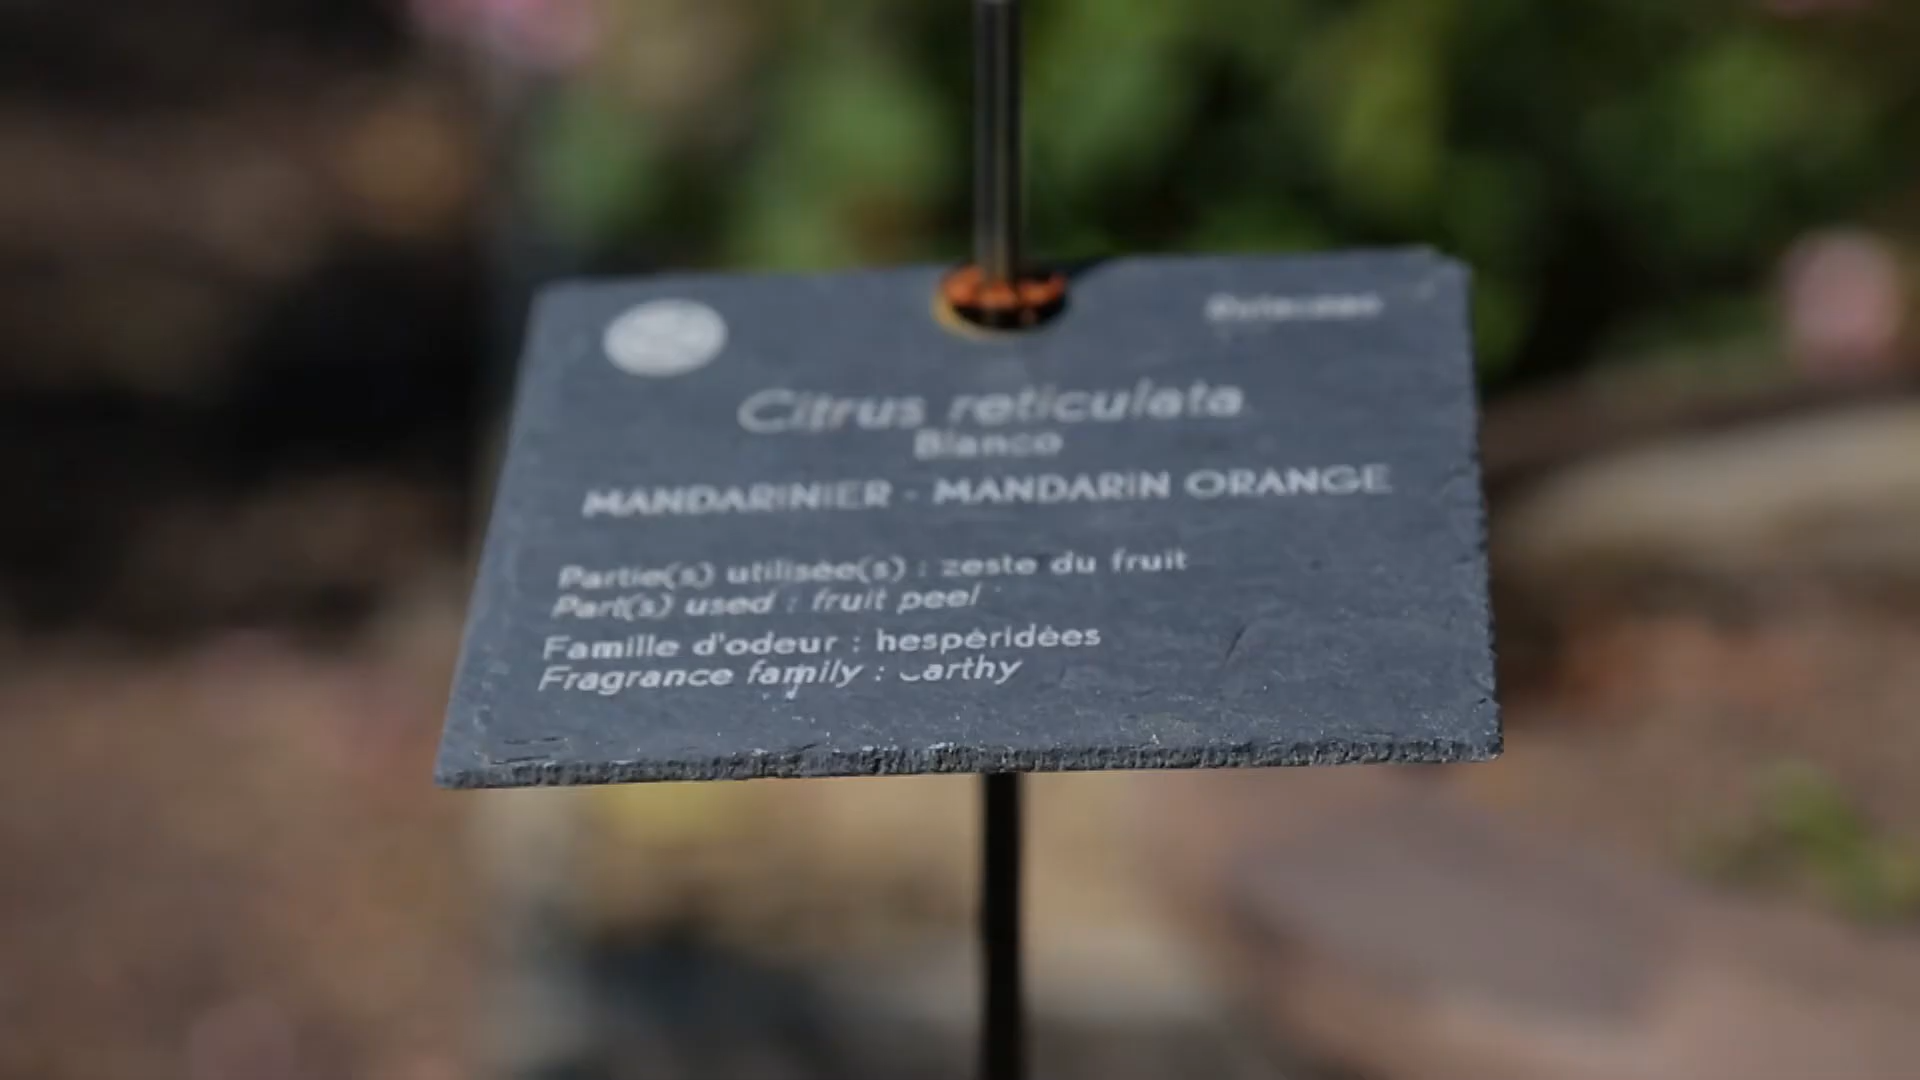 Citrus reticulata
Blanco
MANDARINIER - MANDARIN ORANGE
Partie(s) utilisée(s) : zeste du fruit
Part(s) used : fruit peel
Famille d'odeur : hespéridées
Fragrance family :